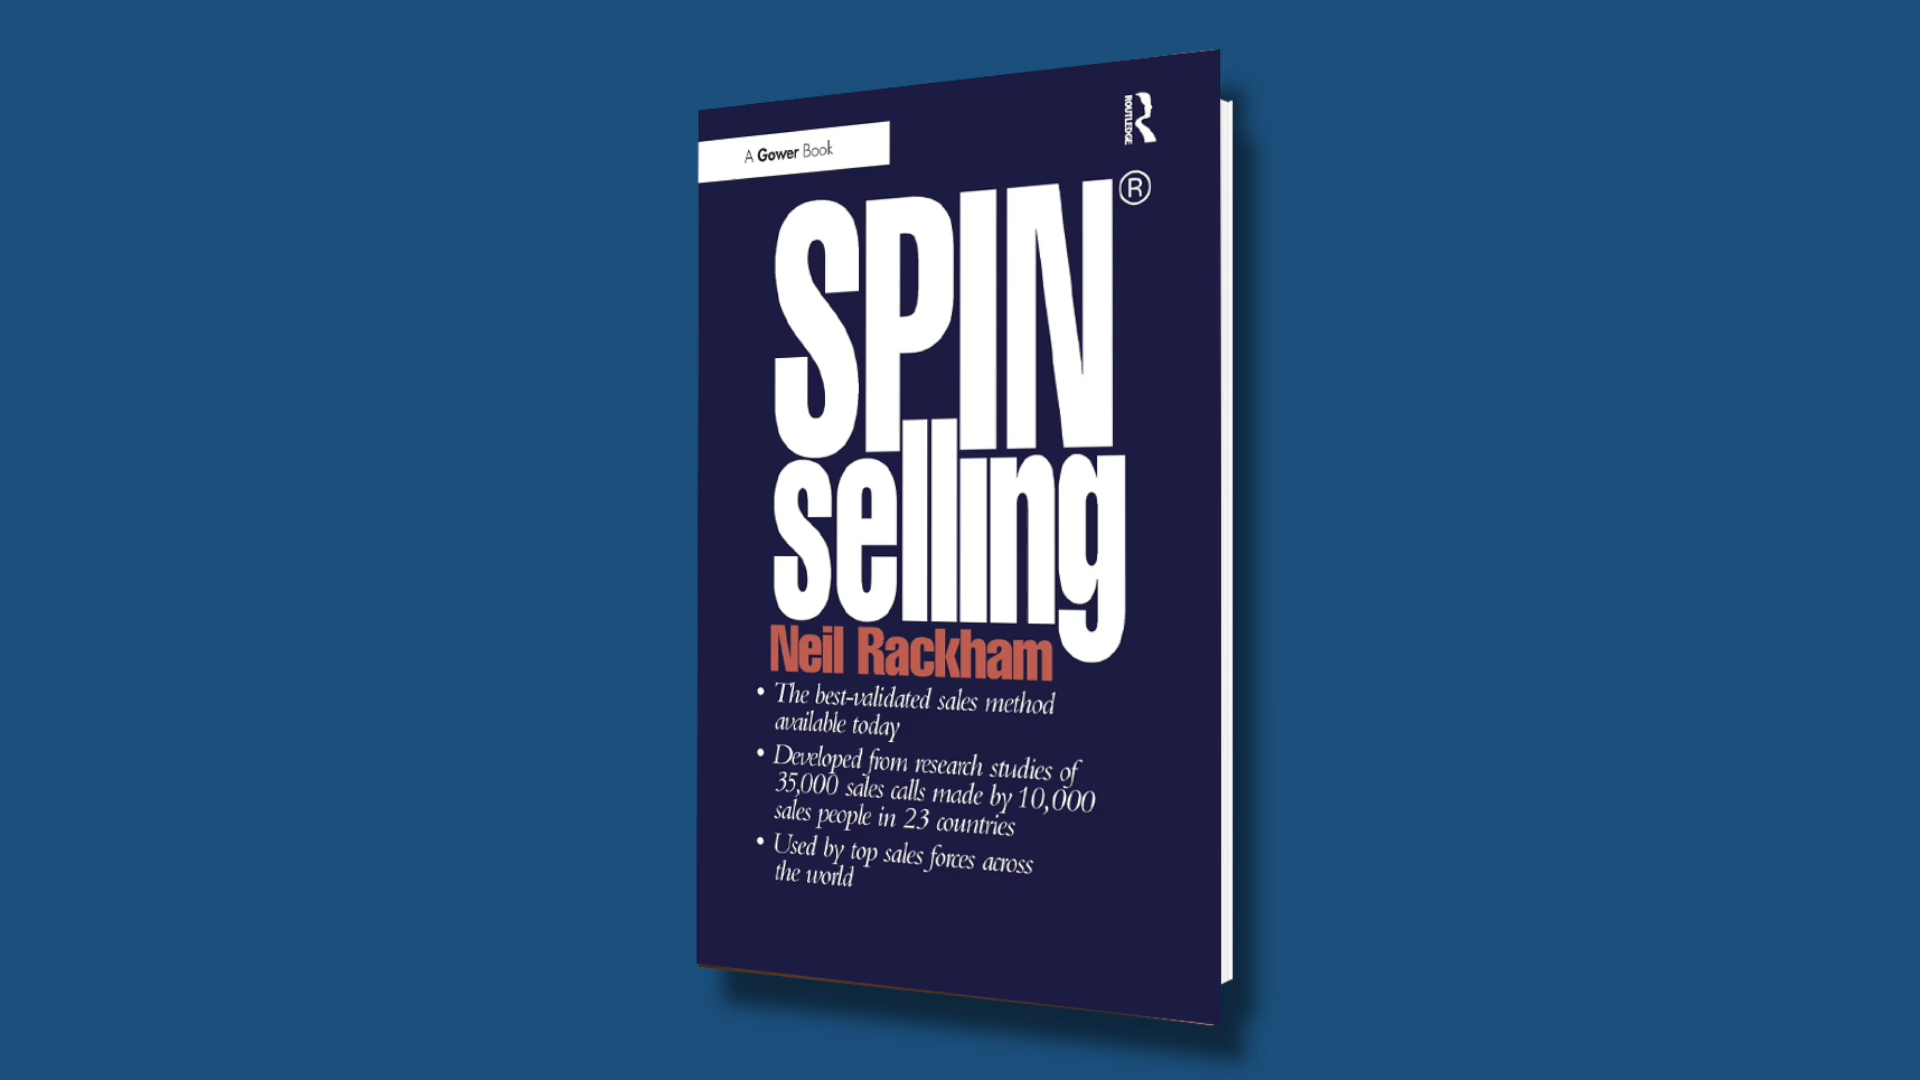 A Gower Book
ROUTLEDGE
SPIN®
selling
Neil Rackham
• The best-validated sales method
available today
• Developed from research studies of
35,000 sales calls made by 10,000
sales people in 23 countries
• Used by top sales forces across
the world